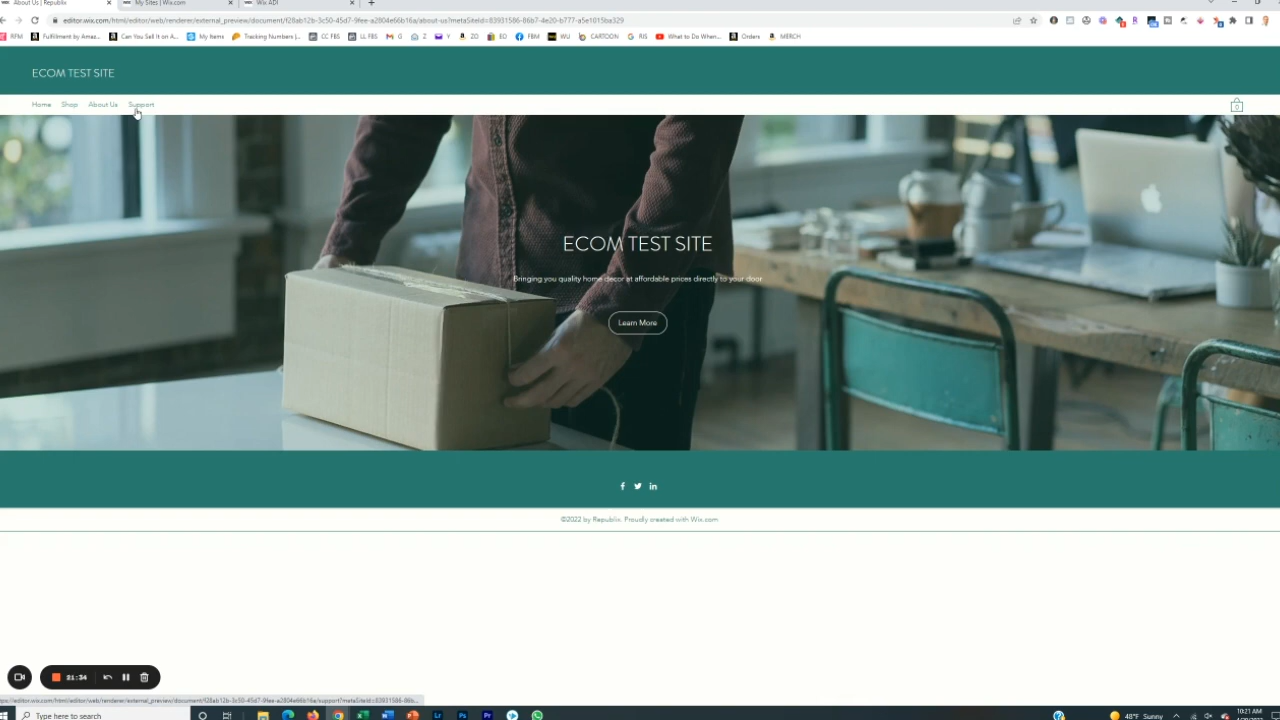 About Us | Republix
My Sites | Wix.com
Wix ADI
editor.wix.com/html/editor/web/renderer/external_preview/document/f28ab12b-3c50-45d7-9fee-a2804e66b16a/about-us?metaSiteId=83931586-86b7-4e20-b777-a5e1015ba329
RFM Fulfillment by Amaz... Can You Sell It on A... My Items Tracking Numbers |... CC FBS LL FBS G Z Y ZO EO FBM WU CARTOON RIS What to Do When... Orders MERCH
ECOM TEST SITE
Home Shop About Us Support
0
ECOM TEST SITE
Bringing you quality home decor at affordable prices directly to your door
Learn More
©2022 by Republix. Proudly created with Wix.com
21:34
Type here to search
48°F Sunny
10:21 AM